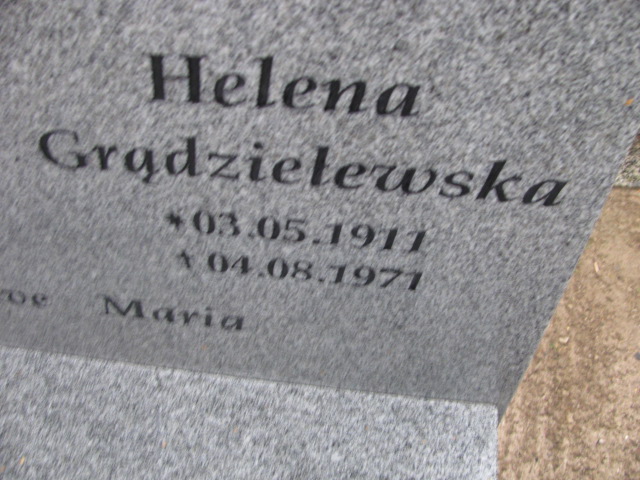 Helena
Grądzielewska
* 03.05.1911
† 04.08.1971
Maria